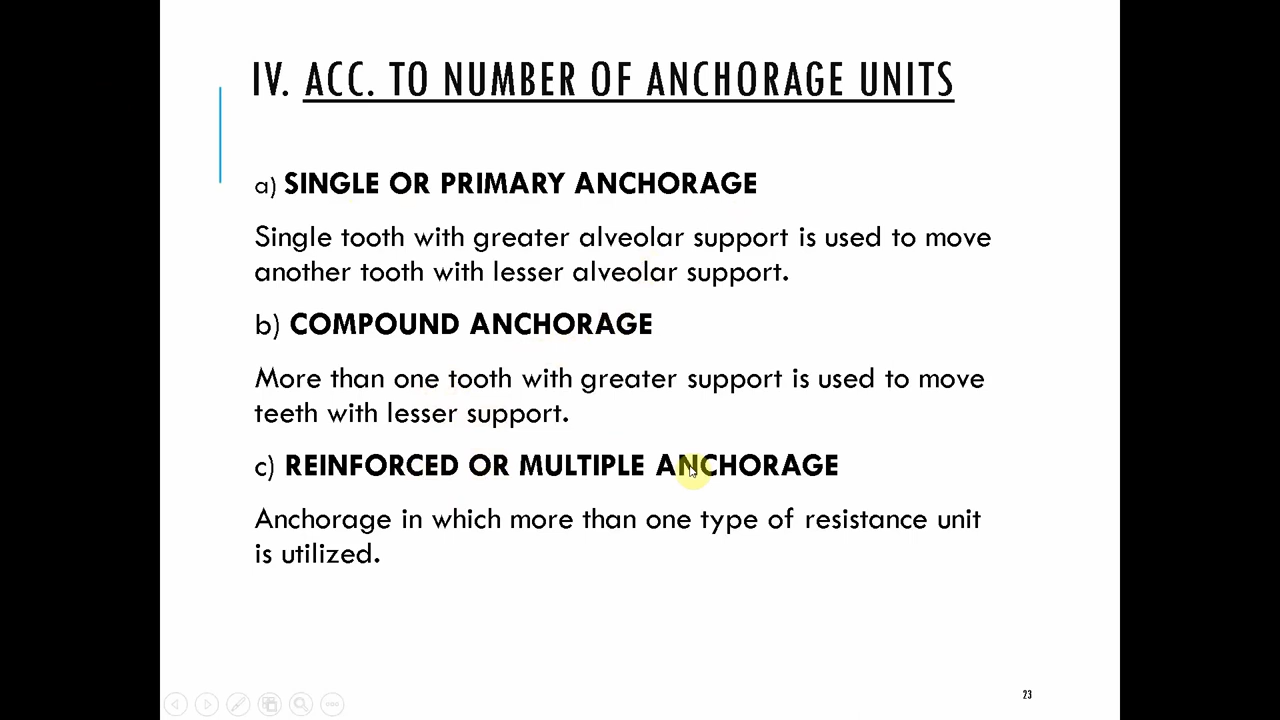 IV. ACC. TO NUMBER OF ANCHORAGE UNITS
a) SINGLE OR PRIMARY ANCHORAGE
Single tooth with greater alveolar support is used to move
another tooth with lesser alveolar support.
b) COMPOUND ANCHORAGE
More than one tooth with greater support is used to move
teeth with lesser support.
c) REINFORCED OR MULTIPLE ANCHORAGE
Anchorage in which more than one type of resistance unit
is utilized.
23